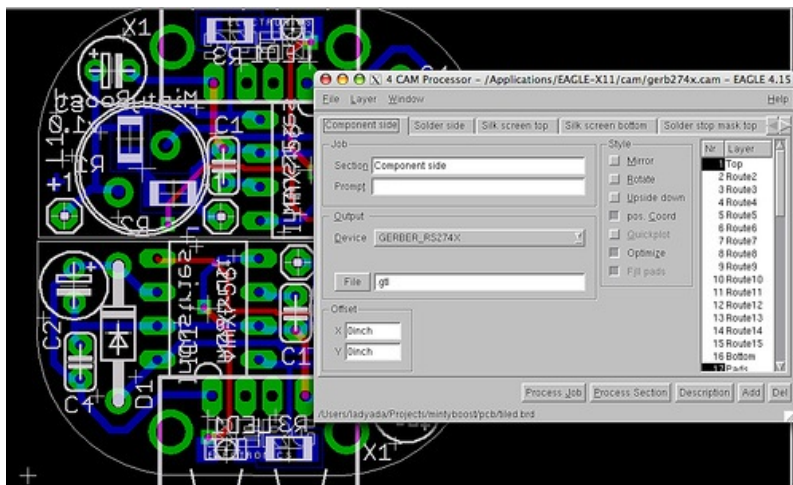 X1
R3
C1
4 CAM Processor - /Applications/EAGLE-X11/cam/gerb274x.cam - EAGLE 4.15
File Layer Window Help
Component side Solder side Silk screen top Silk screen bottom Solder stop mask top
Job
Section Component side
Prompt
Output
Device GERBER_RS274X
File .gtl
Offset
X 0inch
Y 0inch
Style
Mirror
Rotate
Upside down
pos. Coord
Quickplot
Optimize
Fill pads
Nr Layer
1 Top
2 Route2
3 Route3
4 Route4
5 Route5
6 Route6
7 Route7
8 Route8
9 Route9
10 Route10
11 Route11
12 Route12
13 Route13
14 Route14
15 Route15
16 Bottom
17 Pads
Process Job Process Section Description Add Del
/Users/ladyada/Projects/mintyboost/pcb/tiled.brd
C2
C4
D1
C1
X1